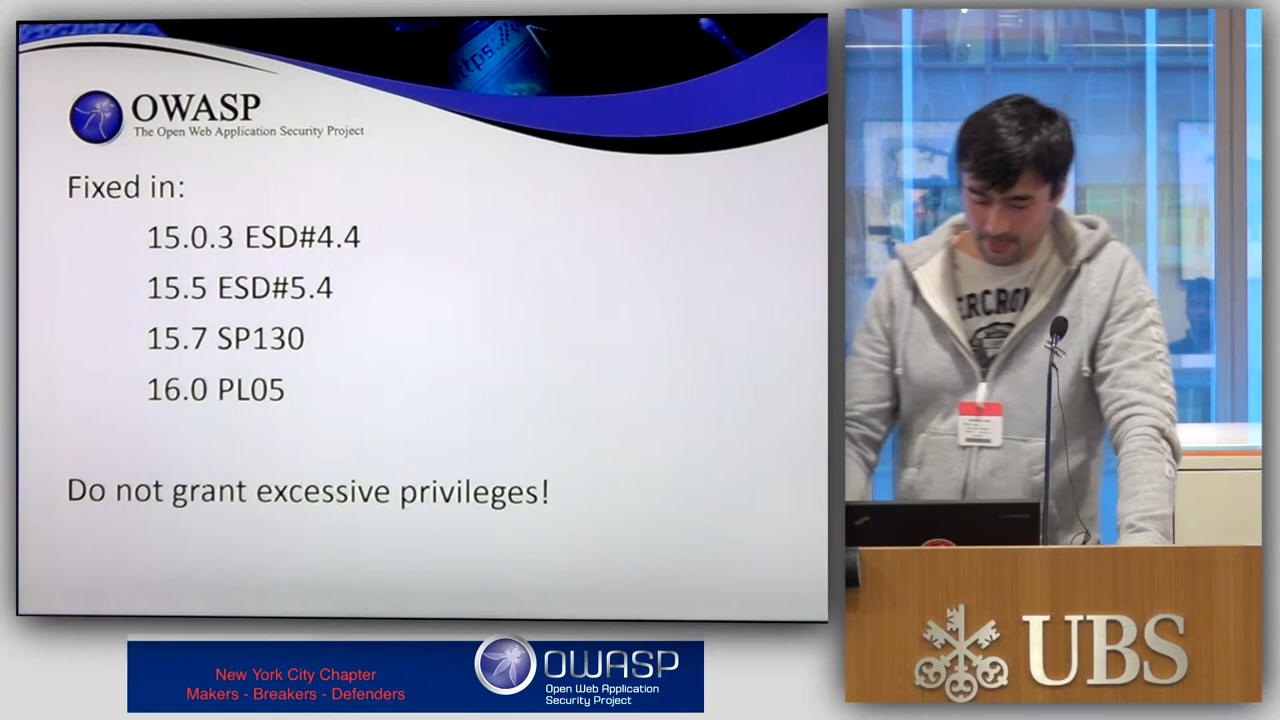 https:
OWASP
The Open Web Application Security Project
Fixed in:
15.0.3 ESD#4.4
15.5 ESD#5.4
15.7 SP130
16.0 PL05
Do not grant excessive privileges!
ERCRO
UBS
New York City Chapter
Makers - Breakers - Defenders
OWASP
Open Web Application
Security Project